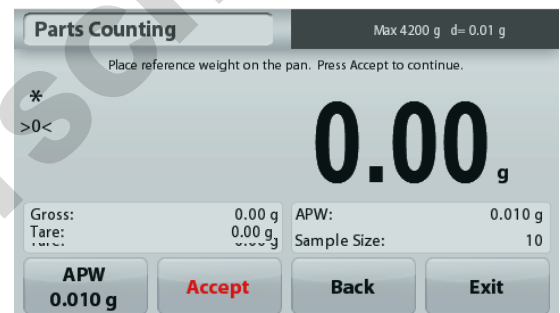 Parts Counting
Max 4200 g d= 0.01 g
Place reference weight on the pan. Press Accept to continue.
*
>0<
0.00 g
Gross: 0.00 g
Tare: 0.00 g
APW: 0.010 g
Sample Size: 10
APW
0.010 g
Accept
Back
Exit